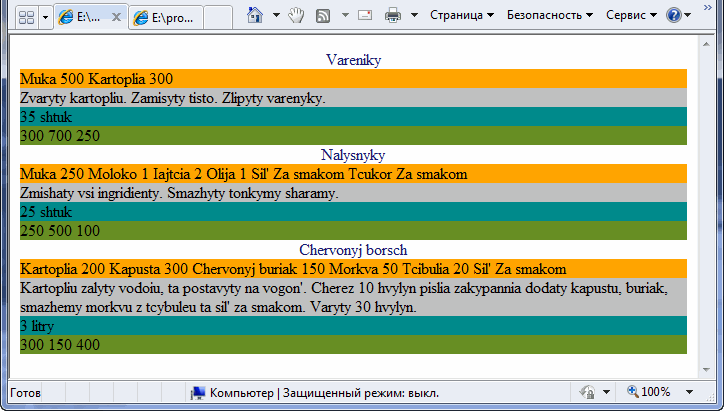 E:\... E:\pro...
Страница Безопасность Сервис
Vareniky
Muka 500 Kartoplia 300
Zvaryty kartopliu. Zamisyty tisto. Zlipyty varenyky.
35 shtuk
300 700 250
Nalysnyky
Muka 250 Moloko 1 Iajtcia 2 Olija 1 Sil' Za smakom Tcukor Za smakom
Zmishaty vsi ingridienty. Smazhyty tonkymy sharamy.
25 shtuk
250 500 100
Chervonyj borsch
Kartoplia 200 Kapusta 300 Chervonyj buriak 150 Morkva 50 Tcibulia 20 Sil' Za smakom
Kartopliu zalyty vodoiu, ta postavyty na vogon'. Cherez 10 hvylyn pislia zakypannia dodaty kapustu, buriak,
smazhemy morkvu z tcybuleu ta sil' za smakom. Varyty 30 hvylyn.
3 litry
300 150 400
Готов Компьютер | Защищенный режим: выкл. 100%